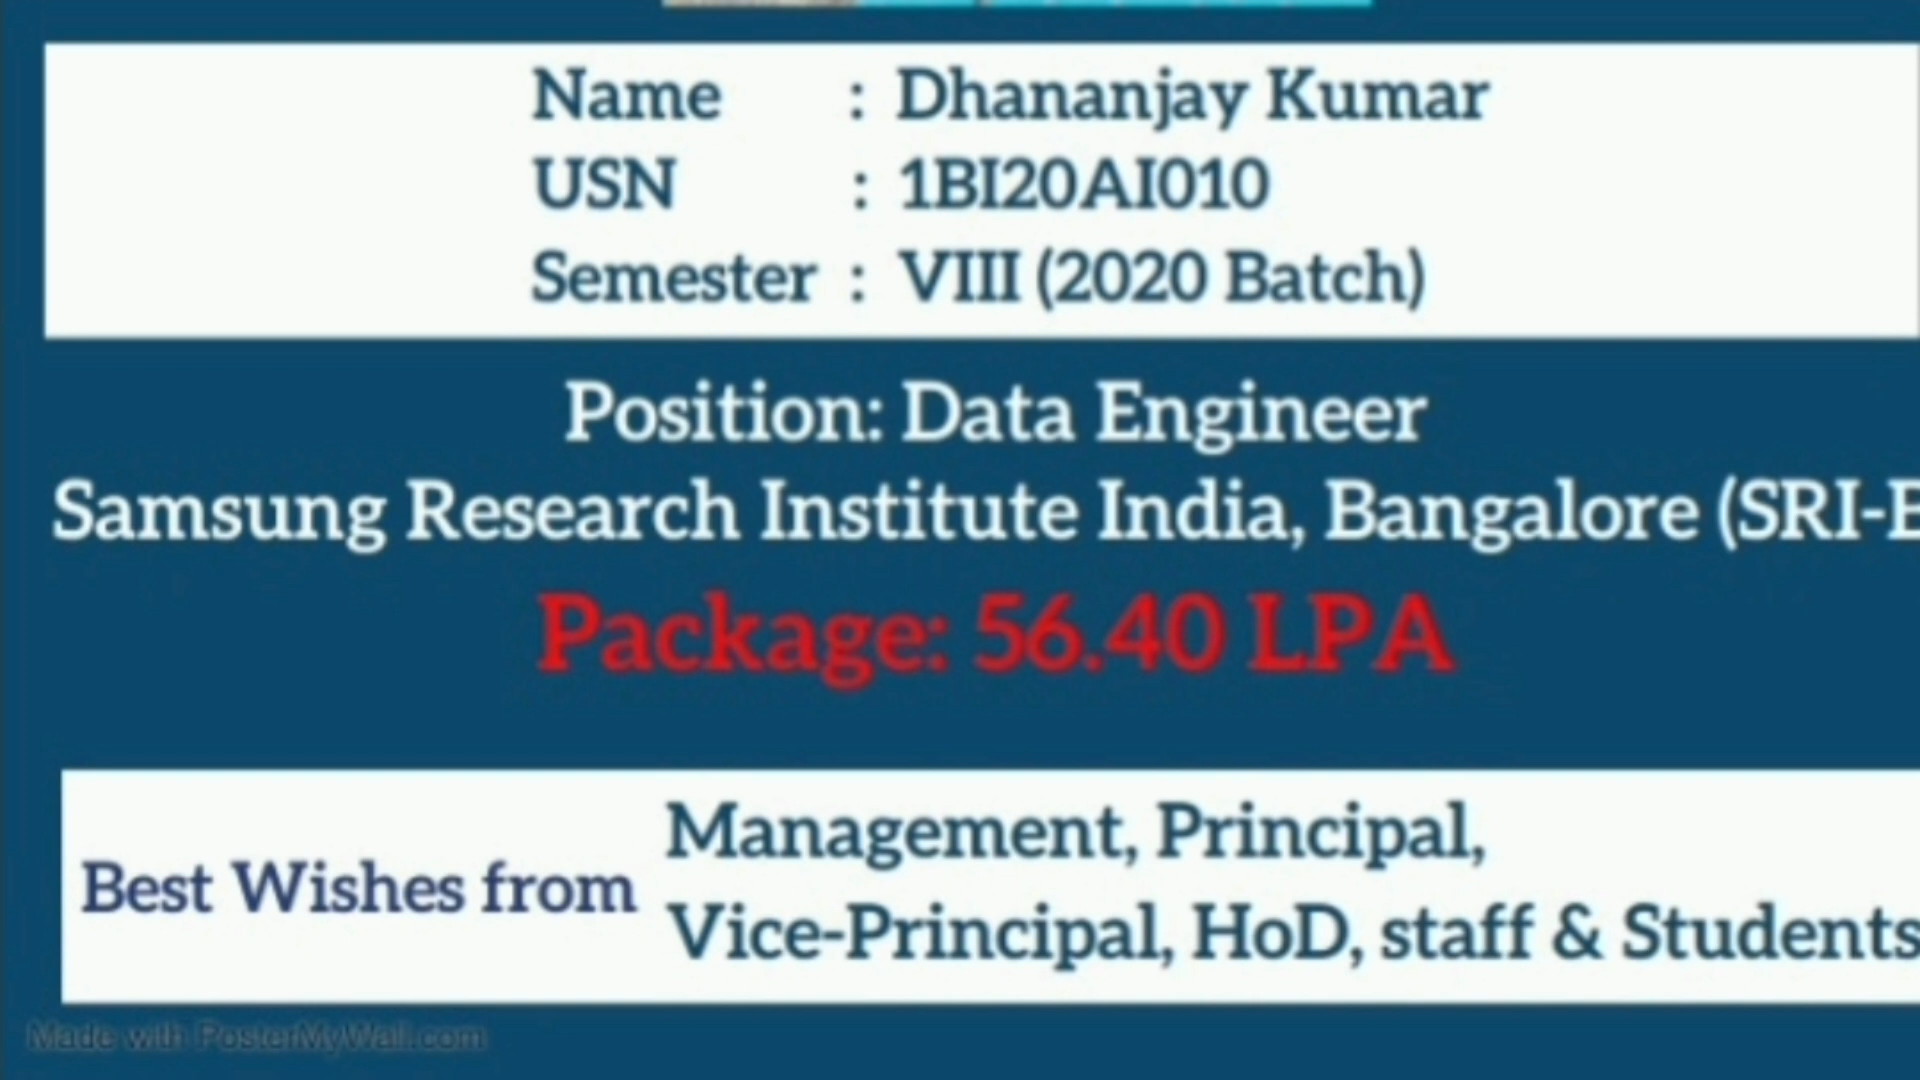 Name : Dhananjay Kumar
USN : 1BI20AI010
Semester : VIII (2020 Batch)
Position: Data Engineer
Samsung Research Institute India, Bangalore (SRI-B
Package: 56.40 LPA
Best Wishes from
Management, Principal,
Vice-Principal, HoD, staff & Students
Made with PosterMyWall.com